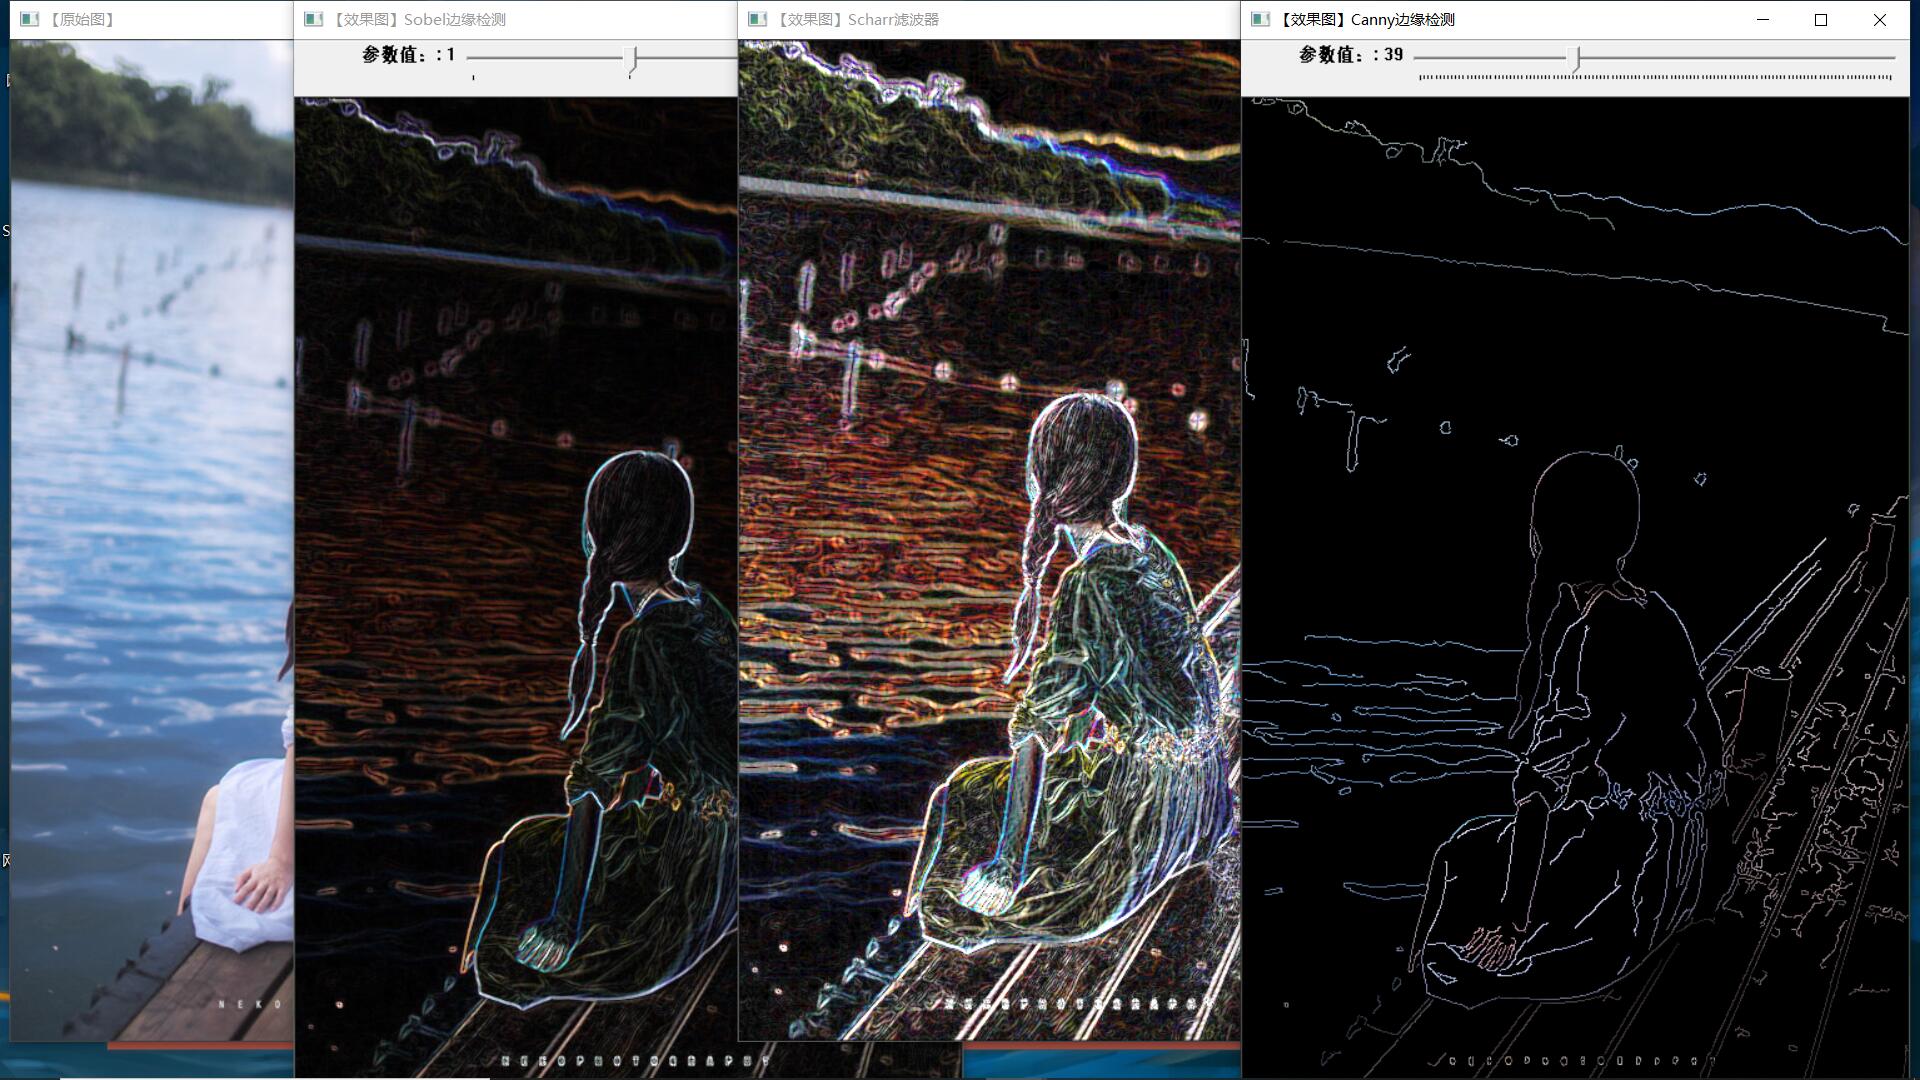 【原始图】
【效果图】Sobel边缘检测
【效果图】Scharr滤波器
【效果图】Canny边缘检测
参数值：: 1
参数值：: 39
N E K O
N E K O P H O T O G R A P H Y